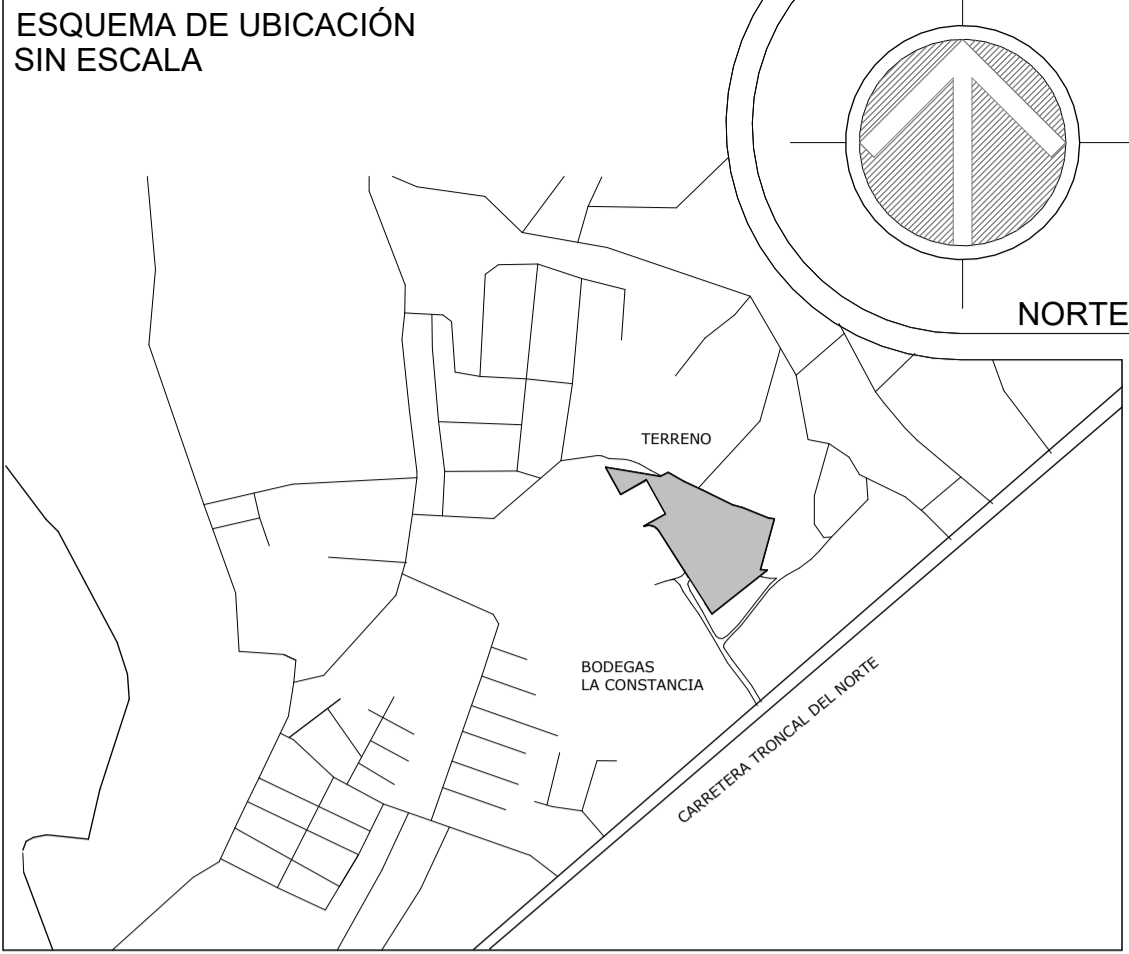 ESQUEMA DE UBICACIÓN
SIN ESCALA
NORTE
TERRENO
BODEGAS
LA CONSTANCIA
CARRETERA TRONCAL DEL NORTE